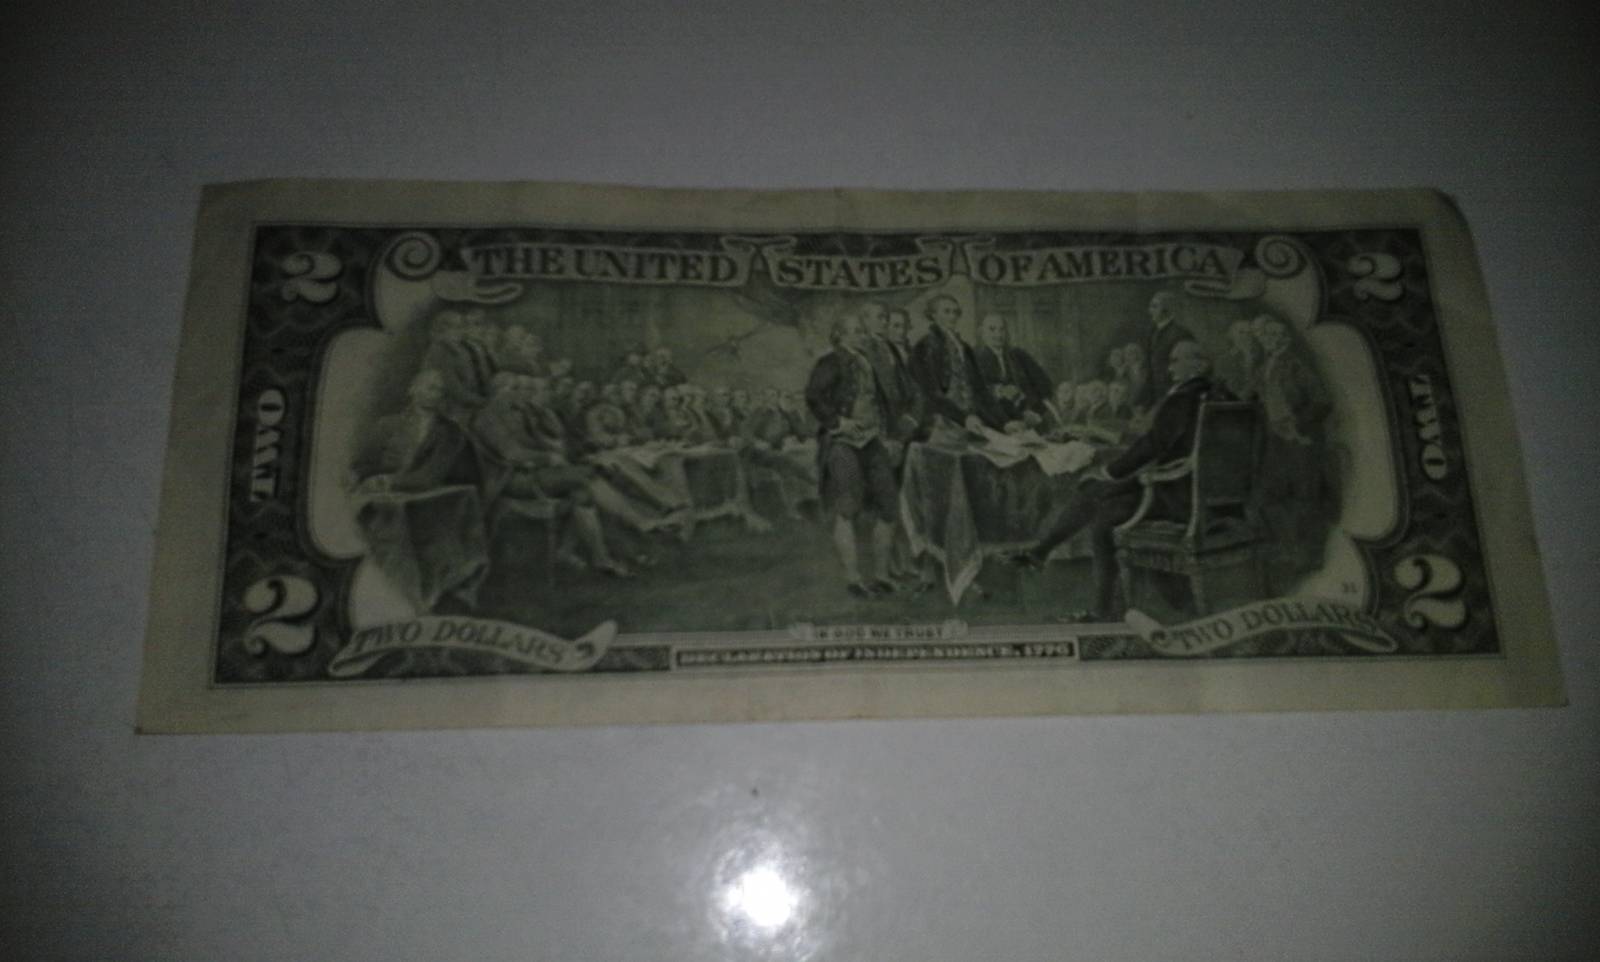 THE UNITED STATES OF AMERICA
2
2
TWO
TWO
2
2
TWO DOLLARS
TWO DOLLARS
IN GOD WE TRUST
DECLARATION OF INDEPENDENCE, 1776